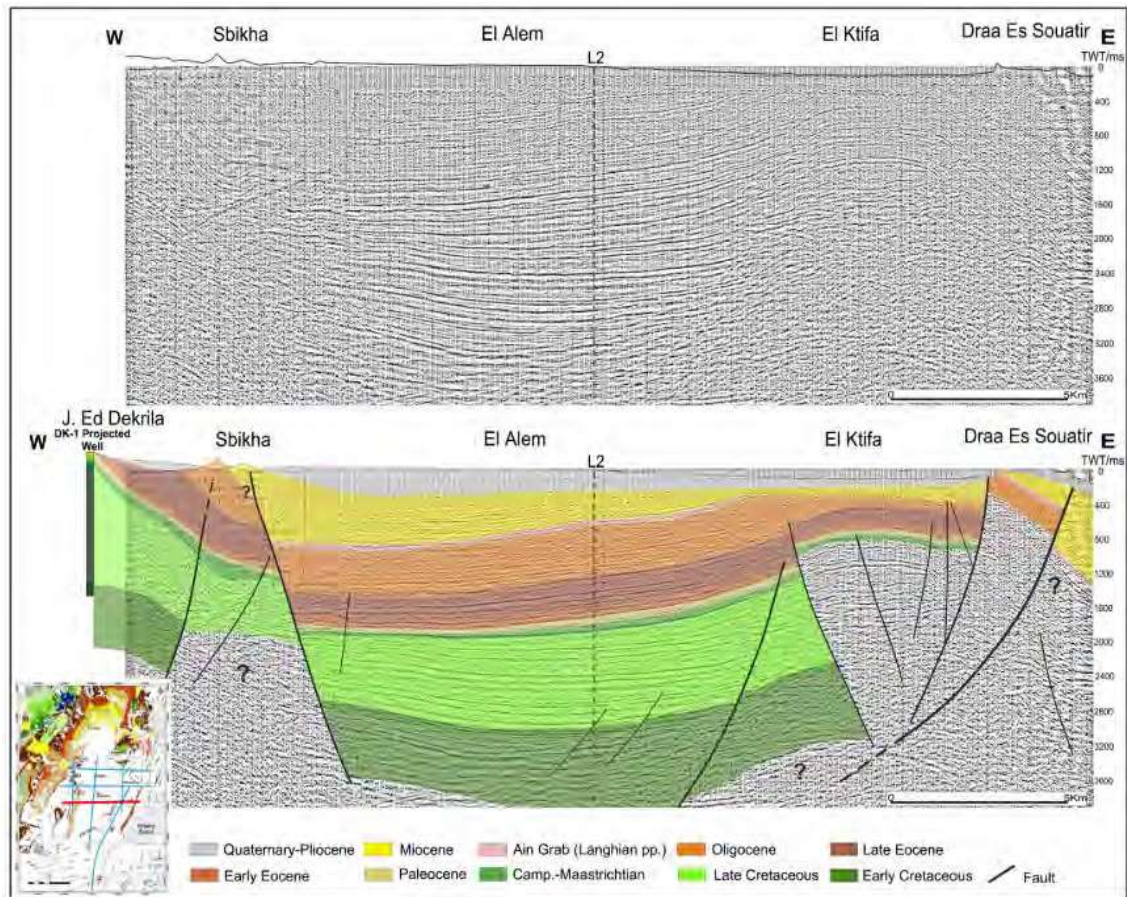 Sbikha El Alem El Ktifa Draa Es Souatir
W L2 E
TWT/ms
0
400
800
1200
1600
2000
2400
2800
3200
3600
0 5Km
J. Ed Dekrila
DK-1 Projected
Well
W Sbikha El Alem El Ktifa Draa Es Souatir E
L2 TWT/ms
0
?
400
800
1200
?
1600
2000
?
2400
2800
3200
?
3600
0 5Km
Quaternary-Pliocene Miocene Ain Grab (Langhian pp.) Oligocene Late Eocene
Early Eocene Paleocene Camp.-Maastrichtian Late Cretaceous Early Cretaceous Fault